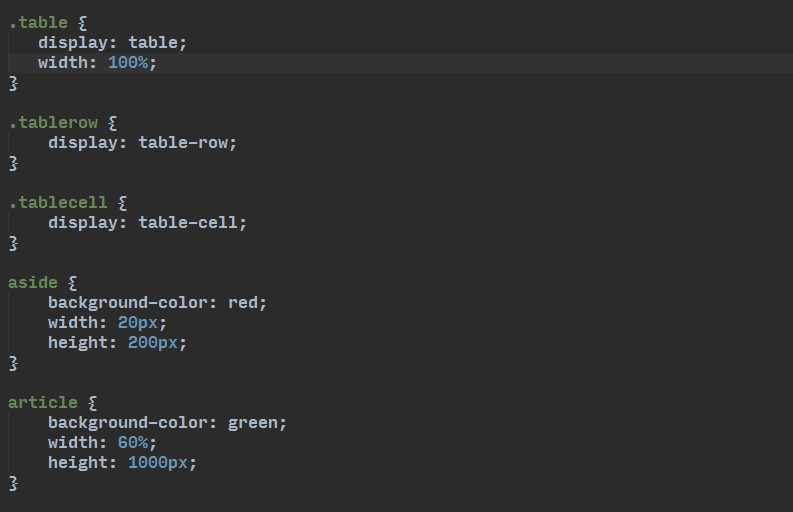 .table {
   display: table;
   width: 100%;
}

.tablerow {
    display: table-row;
}

.tablecell {
    display: table-cell;
}

aside {
    background-color: red;
    width: 20px;
    height: 200px;
}

article {
    background-color: green;
    width: 60%;
    height: 1000px;
}